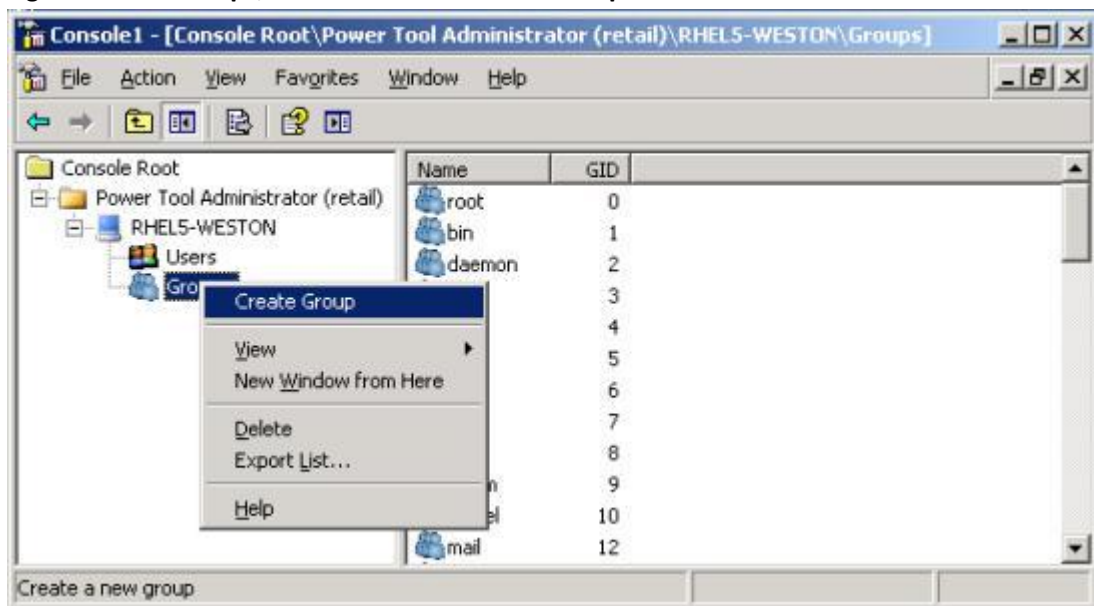 Console1 - [Console Root\Power Tool Administrator (retail)\RHEL5-WESTON\Groups]
File Action View Favorites Window Help
Console Root
Power Tool Administrator (retail)
RHEL5-WESTON
Users
Gro
Name GID
root 0
bin 1
daemon 2
3
4
5
6
7
8
n 9
el 10
mail 12
Create Group
View
New Window from Here
Delete
Export List...
Help
Create a new group